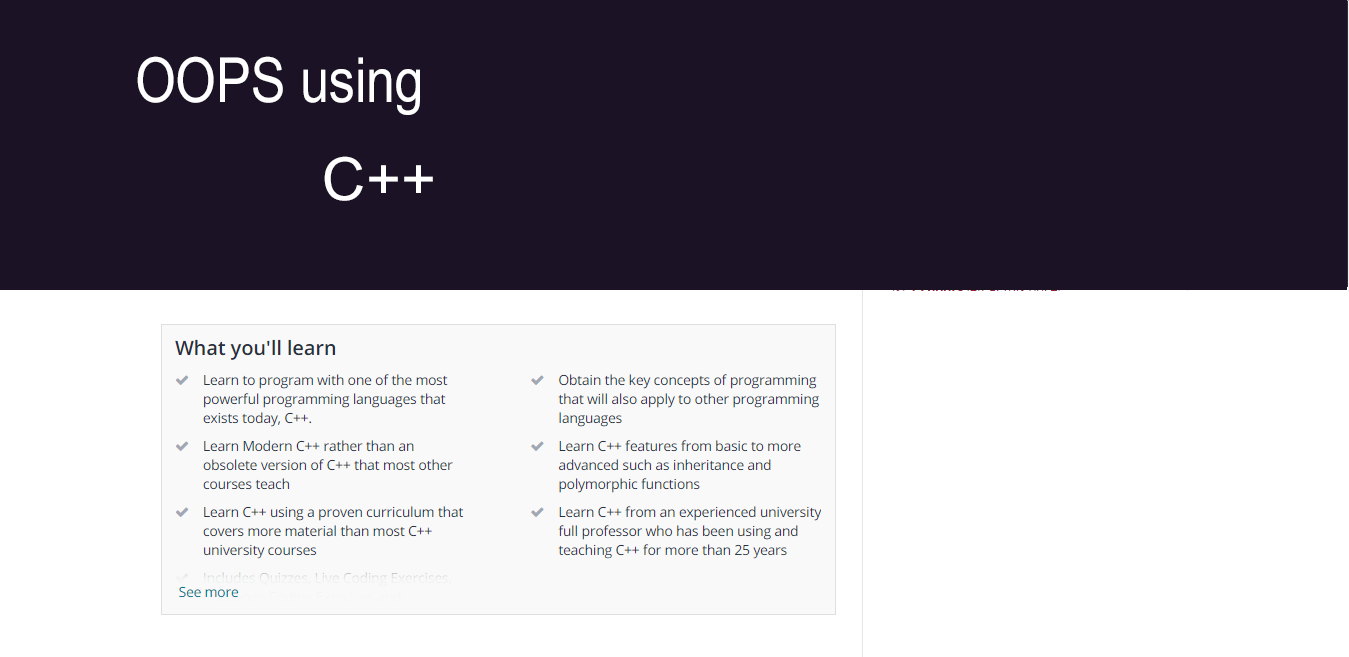 OOPS using
C++
What you'll learn
Learn to program with one of the most
powerful programming languages that
exists today, C++.
Learn Modern C++ rather than an
obsolete version of C++ that most other
courses teach
Learn C++ using a proven curriculum that
covers more material than most C++
university courses
Includes Quizzes, Live Coding Exercises,
See more
Obtain the key concepts of programming
that will also apply to other programming
languages
Learn C++ features from basic to more
advanced such as inheritance and
polymorphic functions
Learn C++ from an experienced university
full professor who has been using and
teaching C++ for more than 25 years